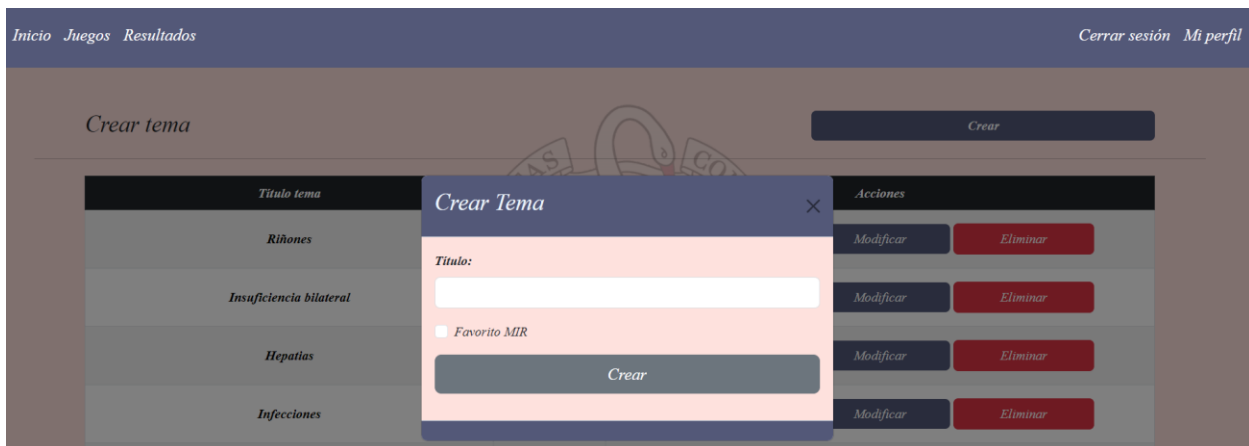 Inicio Juegos Resultados Cerrar sesión Mi perfil
Crear tema Crear
Título tema Acciones
Riñones Modificar Eliminar
Insuficiencia bilateral Modificar Eliminar
Hepatias Modificar Eliminar
Infecciones Modificar Eliminar
Crear Tema
Título:
Favorito MIR
Crear